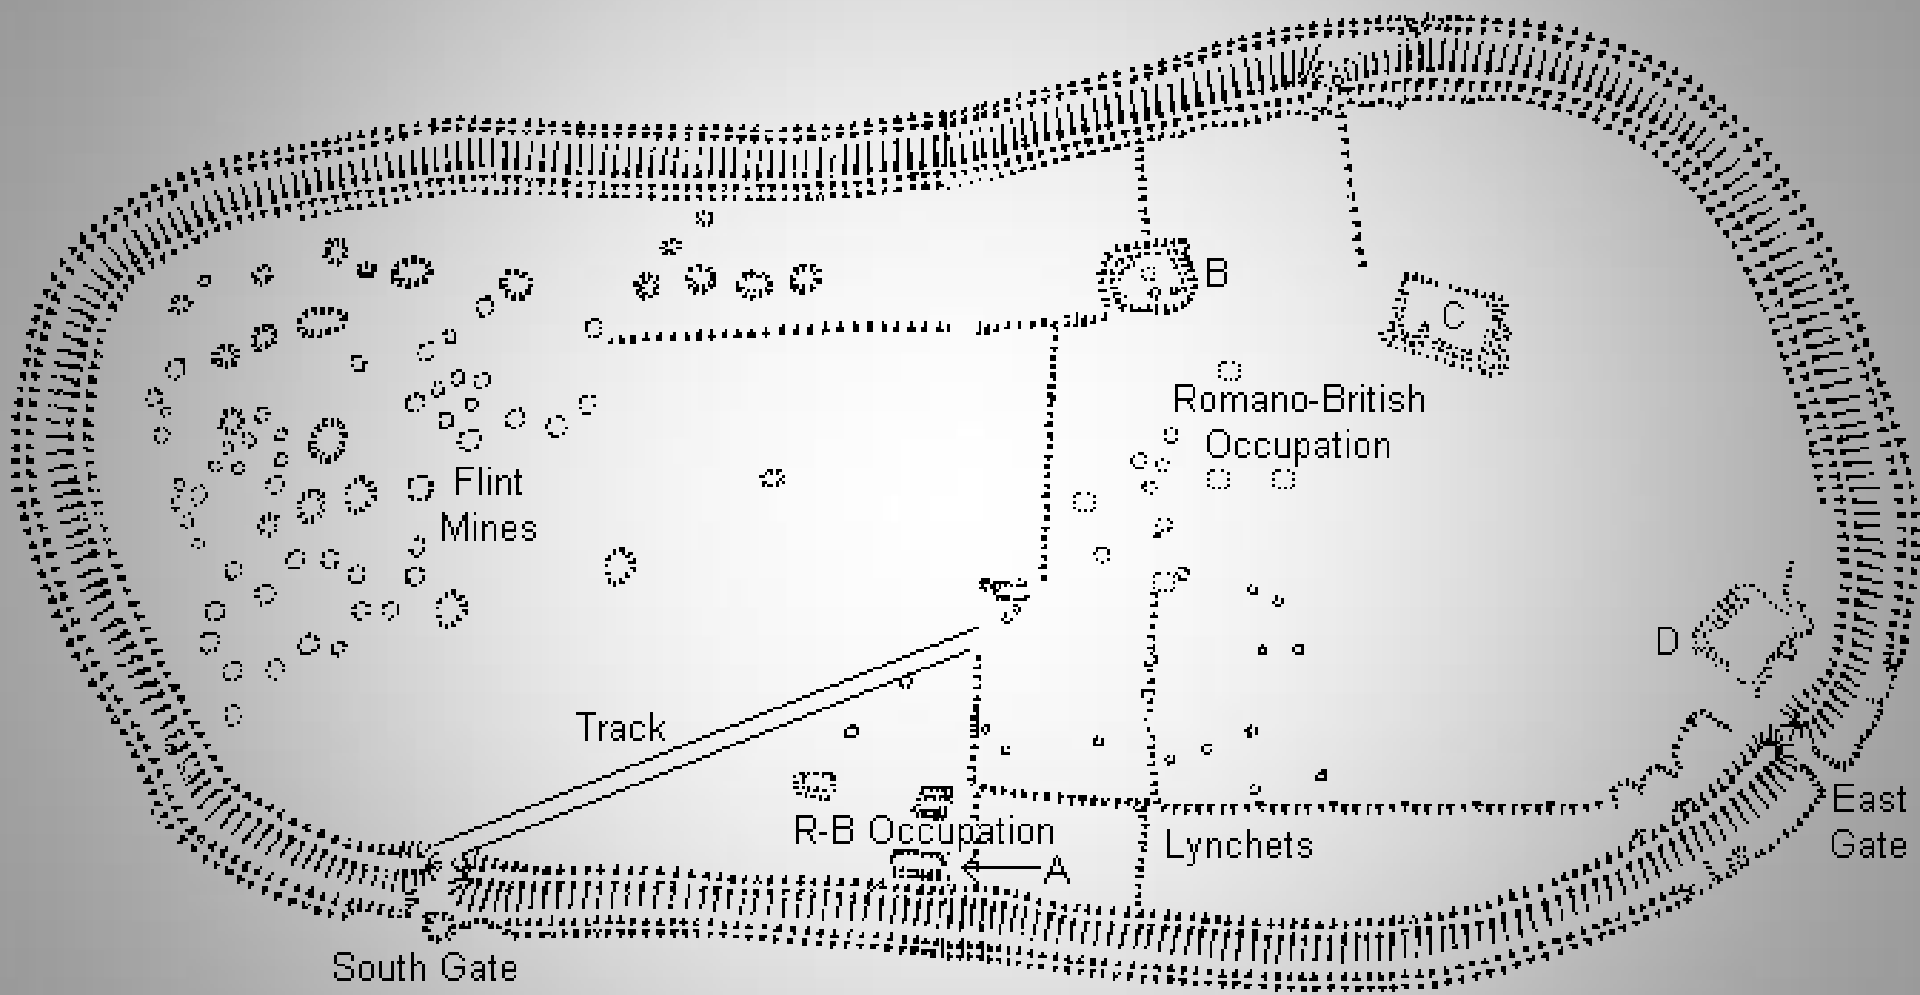 B
C
Romano-British
Occupation
Flint
Mines
D
Track
East
Gate
R-B Occupation
Lynchets
A
South Gate